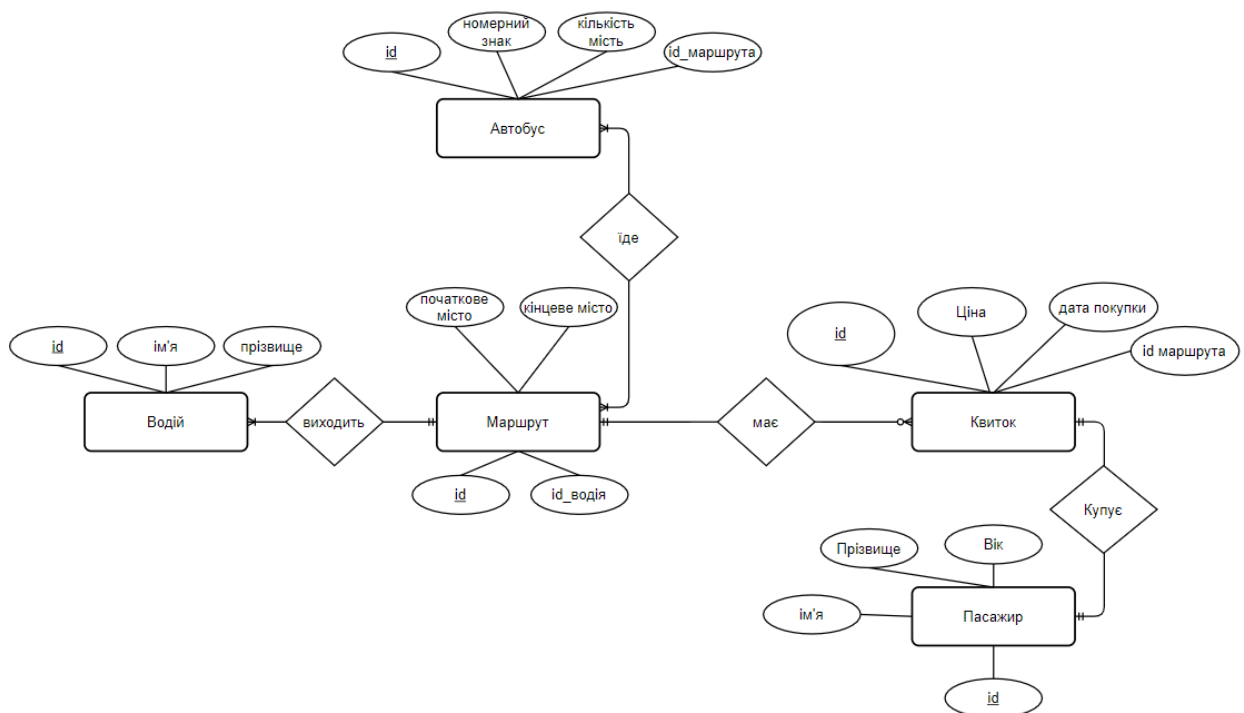 номерний
знак
кількість
мість
id
id_маршрута
Автобус
їде
початкове
місто
кінцеве місто
Ціна
дата покупки
id
id маршрута
id
ім'я
прізвище
Водій
виходить
Маршрут
має
Квиток
id
id_водія
Купує
Прізвище
Вік
ім'я
Пасажир
id